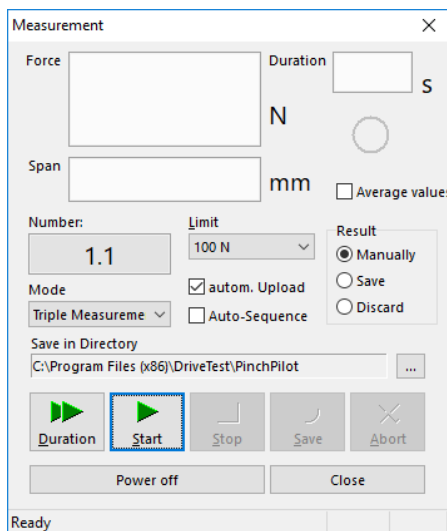 Measurement
Force
Duration
s
N
Span
mm
Average values
Number:
Limit
1.1
100 N
Result
Manually
Mode
autom. Upload
Save
Triple Measureme
Auto-Sequence
Discard
Save in Directory
C:\Program Files (x86)\DriveTest\PinchPilot
...
Duration
Start
Stop
Save
Abort
Power off
Close
Ready